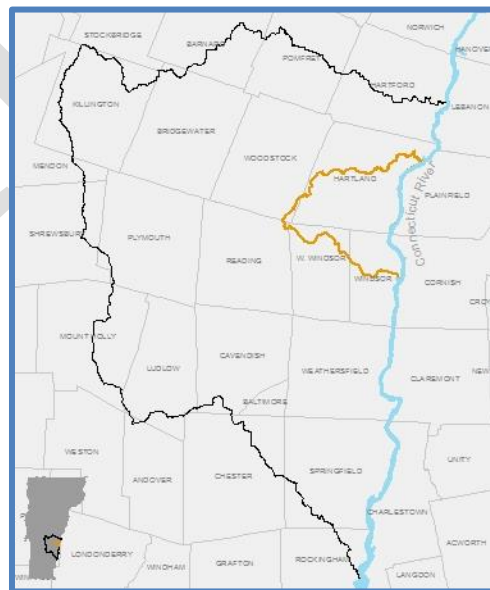 NORWICH
STOCKBRIDGE
BARNARD
HANOVER
POMFRET
HARTFORD
KILLINGTON
LEBANON
BRIDGEWATER
WOODSTOCK
MENDON
HARTLAND
PLAINFIELD
Connecticut River
SHREWSBURY
PLYMOUTH
READING
W. WINDSOR
WINDSOR
CORNISH
CRO
MOUNT HOLLY
CAVENDISH
LUDLOW
WEATHERSFIELD
NEW
CLAREMONT
BALTIMORE
WESTON
UNITY
SPRINGFIELD
ANDOVER
CHESTER
CHARLESTOWN
ACWORTH
LONDONDERRY
ROCKINGHAM
GRAFTON
WINDHAM
LANGDON